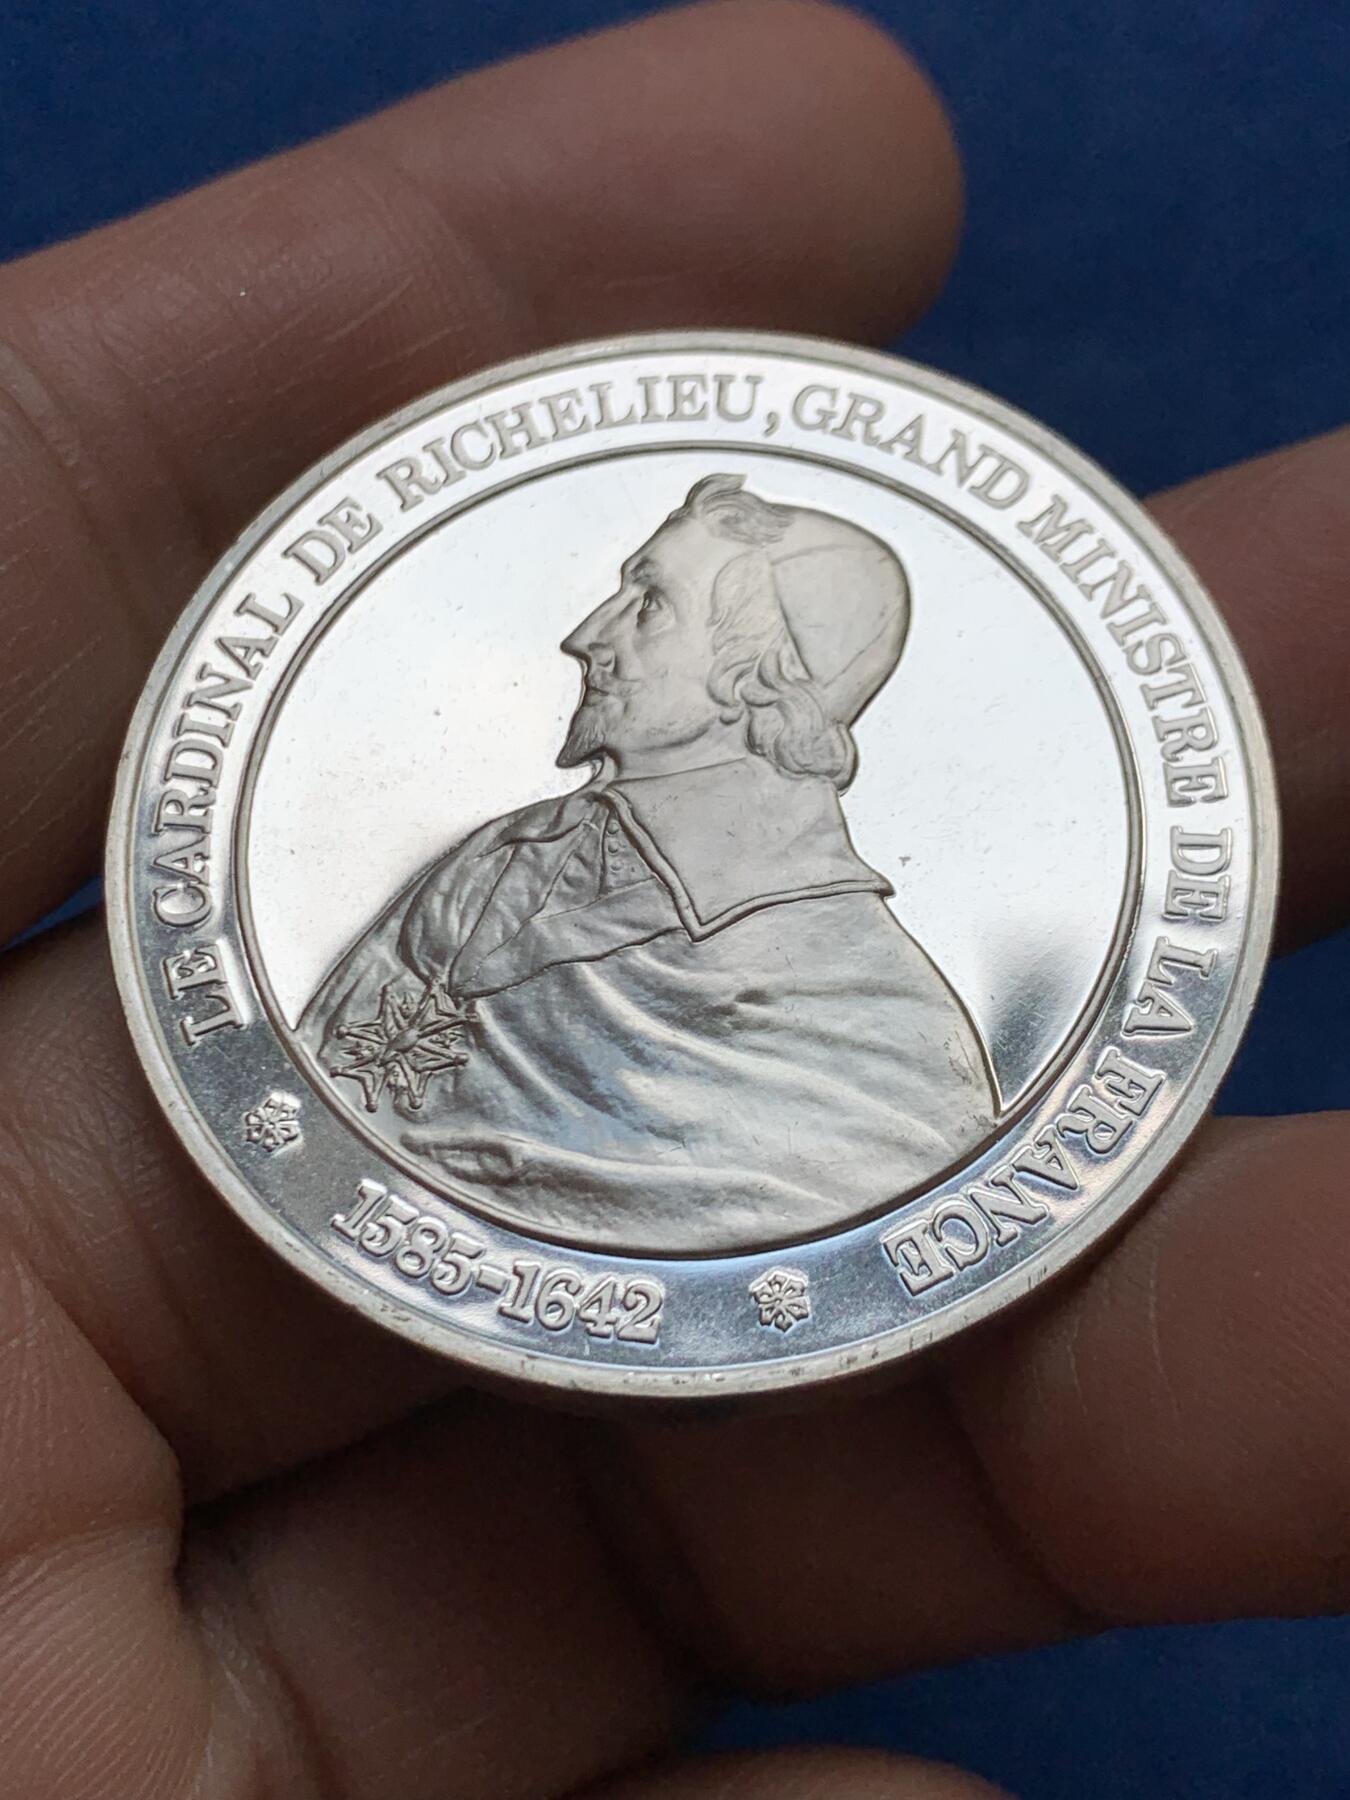 LE CARDINAL DE RICHELIEU, GRAND MINISTRE DE LA FRANCE
1585-1642